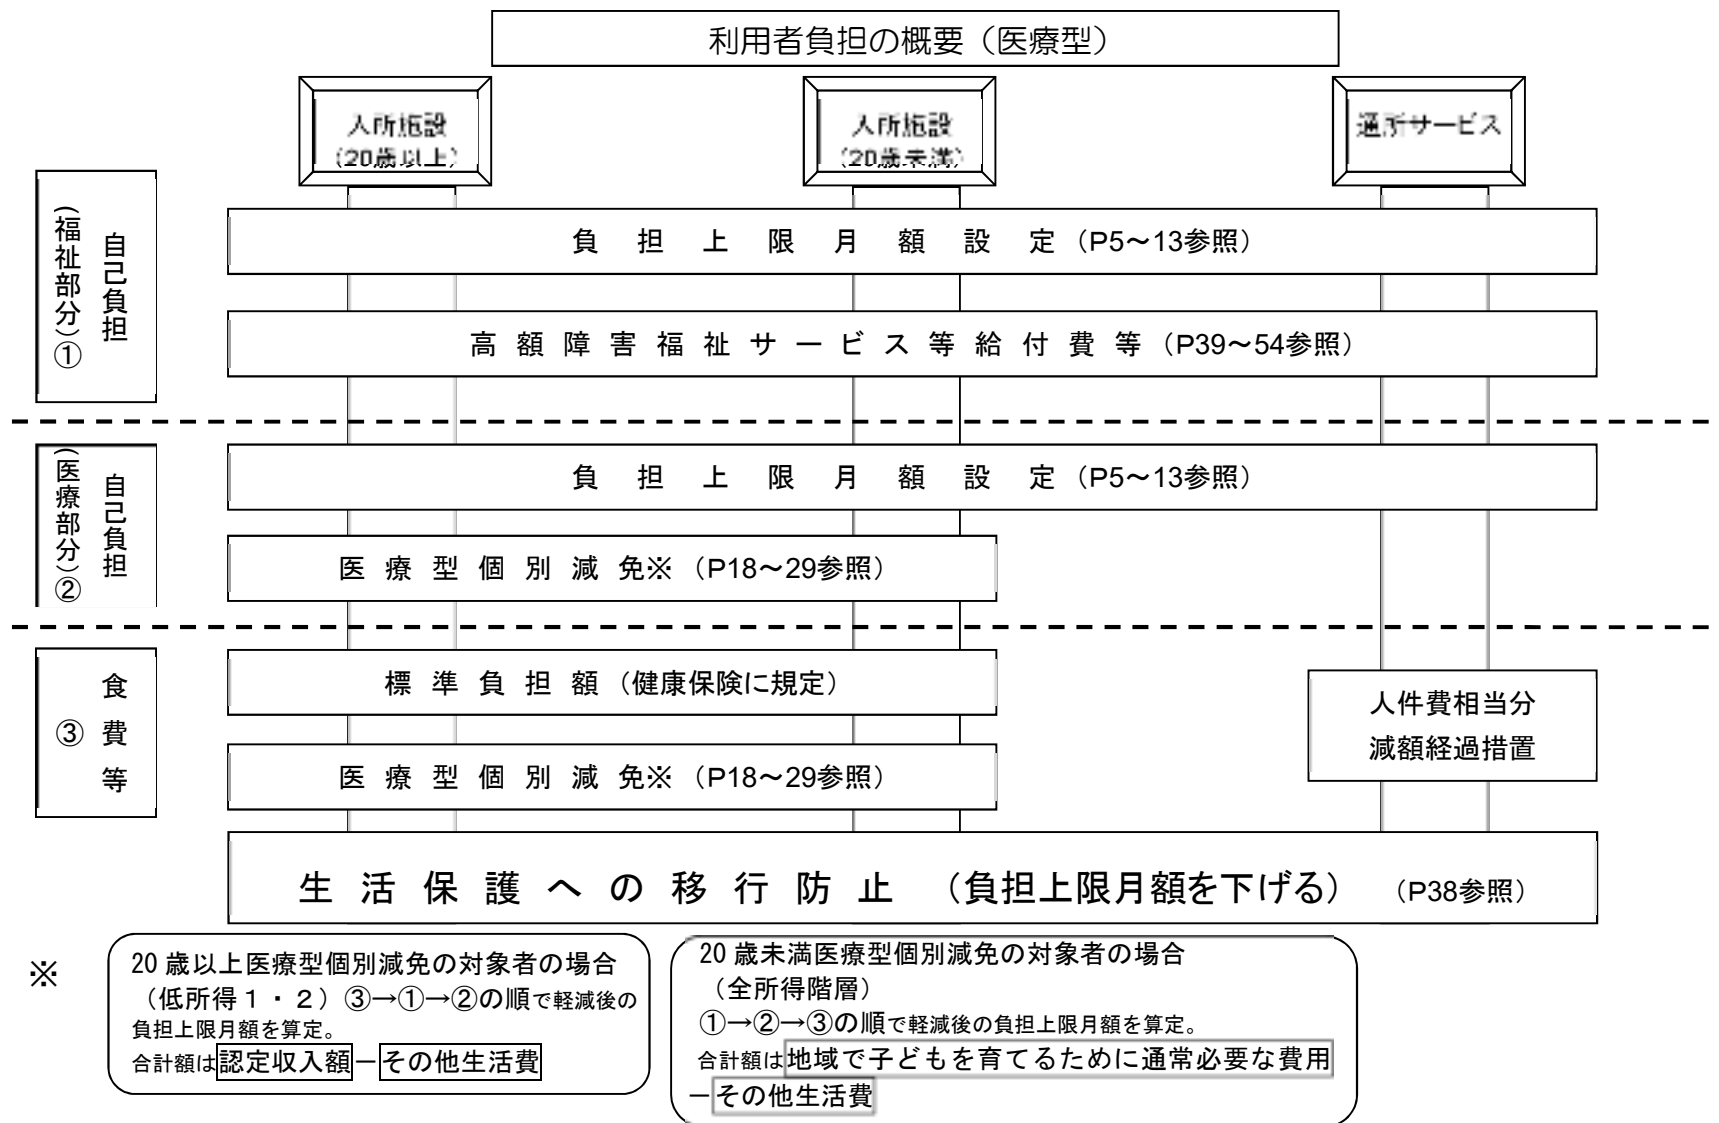 利用者負担の概要（医療型）
入所施設
（20歳以上）
入所施設
（20歳未満）
通所サービス
自己負担
（福祉部分）①
負担上限月額設定（P5～13参照）
高額障害福祉サービス等給付費等（P39～54参照）
自己負担
（医療部分）②
負担上限月額設定（P5～13参照）
医療型個別減免※（P18～29参照）
食費等
③
標準負担額（健康保険に規定）
人件費相当分
減額経過措置
医療型個別減免※（P18～29参照）
生活保護への移行防止（負担上限月額を下げる）（P38参照）
※
20歳以上医療型個別減免の対象者の場合
（低所得１・２）③→①→②の順で軽減後の
負担上限月額を算定。
合計額は認定収入額－その他生活費
20歳未満医療型個別減免の対象者の場合
（全所得階層）
①→②→③の順で軽減後の負担上限月額を算定。
合計額は地域で子どもを育てるために通常必要な費用
－その他生活費